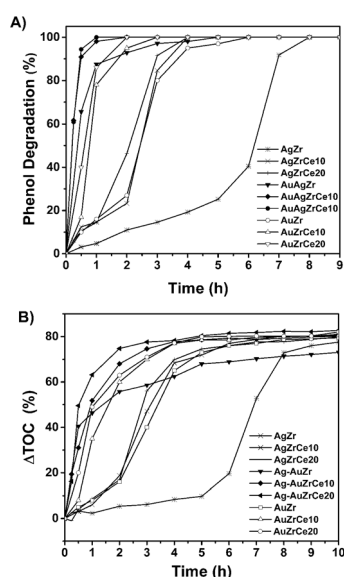 A)
100
80
60
40
20
0
Phenol Degradation (%)
AgZr
AgZrCe10
AgZrCe20
AuAgZr
AuAgZrCe10
AuAgZrCe10
AuZr
AuZrCe10
AuZrCe20
0 1 2 3 4 5 6 7 8 9
Time (h)
B)
80
60
40
20
0
ΔTOC (%)
AgZr
AgZrCe10
AgZrCe20
Ag-AuZr
Ag-AuZrCe10
Ag-AuZrCe20
AuZr
AuZrCe10
AuZrCe20
0 1 2 3 4 5 6 7 8 9 10
Time (h)